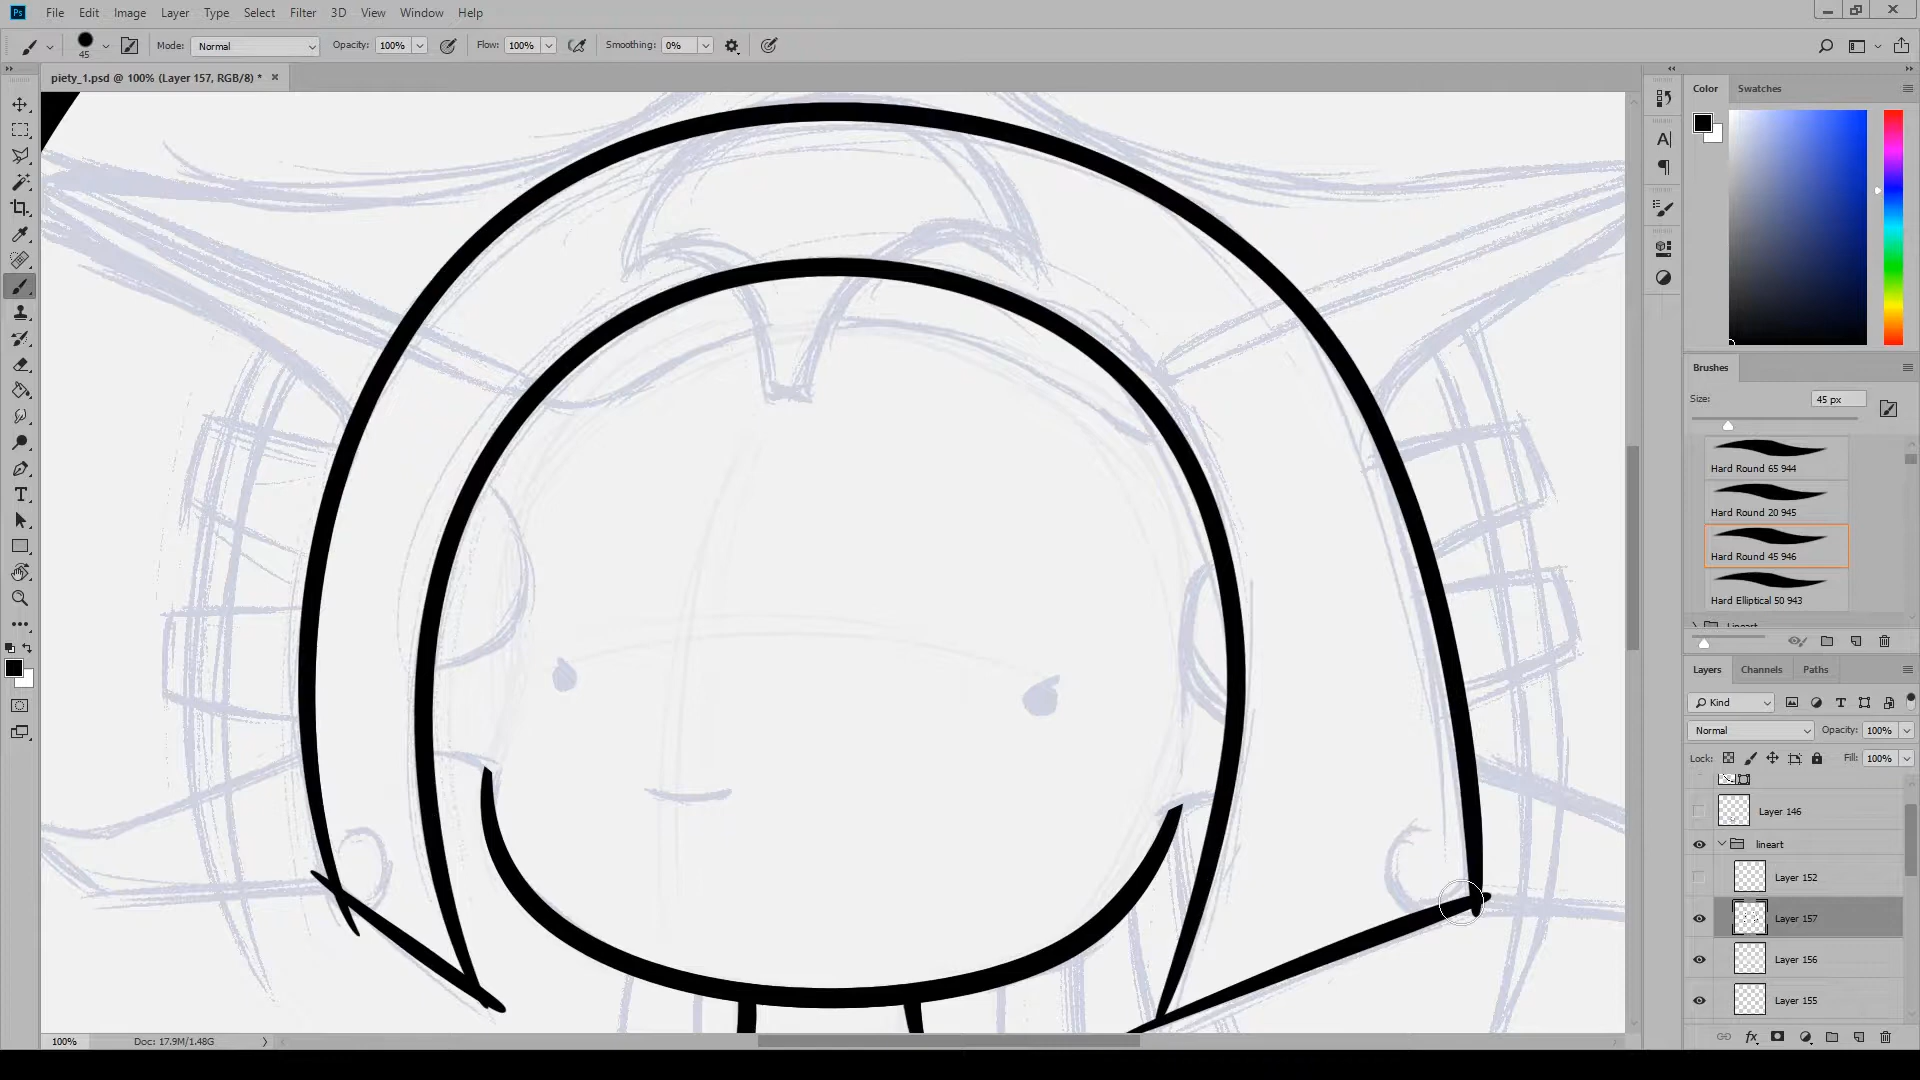 Ps File Edit Image Layer Type Select Filter 3D View Window Help
45 Mode: Normal Opacity: 100% Flow: 100% Smoothing: 0%
piety_1.psd @ 100% (Layer 157, RGB/8) *
Color Swatches
Brushes
Size: 45 px
Hard Round 65 944
Hard Round 20 945
Hard Round 45 946
Hard Elliptical 50 943
Layers Channels Paths
Kind
Normal Opacity: 100%
Lock: Fill: 100%
Layer 146
lineart
Layer 152
Layer 157
Layer 156
Layer 155
100% Doc: 17.9M/1.48G